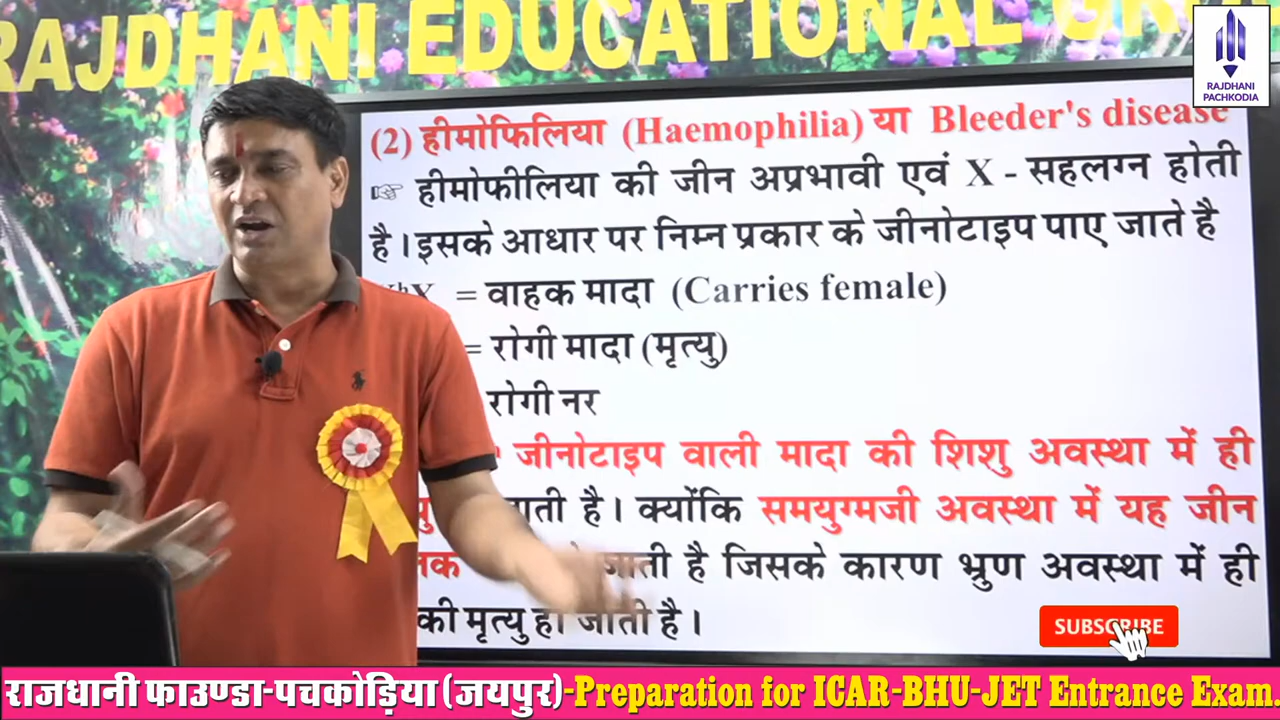 RAJDHANI EDUCATIONAL
RAJDHANI
PACHKODIA
(2) हीमोफिलिया (Haemophilia) या Bleeder's disease
हीमोफीलिया की जीन अप्रभावी एवं X - सहलग्न होती
है। इसके आधार पर निम्न प्रकार के जीनोटाइप पाए जाते है
= वाहक मादा (Carries female)
= रोगी मादा (मृत्यु)
रोगी नर
जीनोटाइप वाली मादा की शिशु अवस्था में ही
है। क्योंकि समयुग्मजी अवस्था में यह जीन
जाती है जिसके कारण भ्रुण अवस्था में ही
की मृत्यु हो जाती है।
SUBSCRIBE
राजधानी फाउण्डा-पचकोड़िया (जयपुर)-Preparation for ICAR-BHU-JET Entrance Exam.